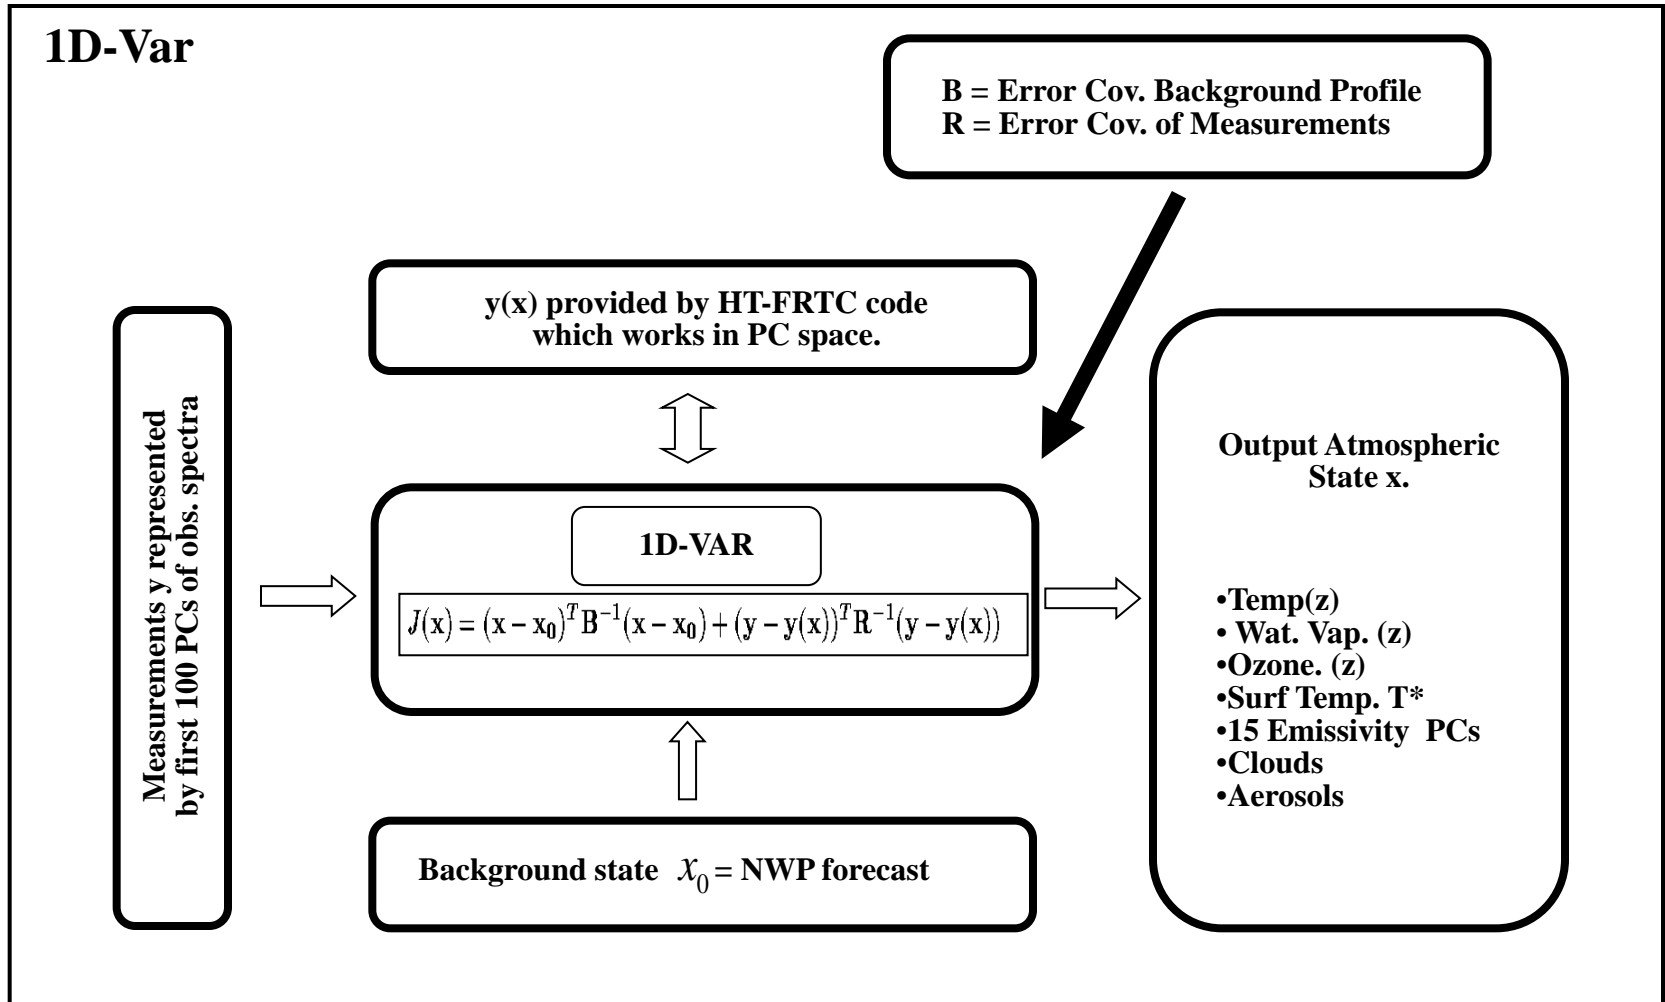 1D-Var
B = Error Cov. Background Profile
R = Error Cov. of Measurements
y(x) provided by HT-FRTC code
which works in PC space.
Measurements y represented
by first 100 PCs of obs. spectra
1D-VAR
J(x) = (x − x₀)ᵀ B⁻¹ (x − x₀) + (y − y(x))ᵀ R⁻¹ (y − y(x))
Background state x₀ = NWP forecast
Output Atmospheric
State x.
•Temp(z)
• Wat. Vap. (z)
•Ozone. (z)
•Surf Temp. T*
•15 Emissivity PCs
•Clouds
•Aerosols